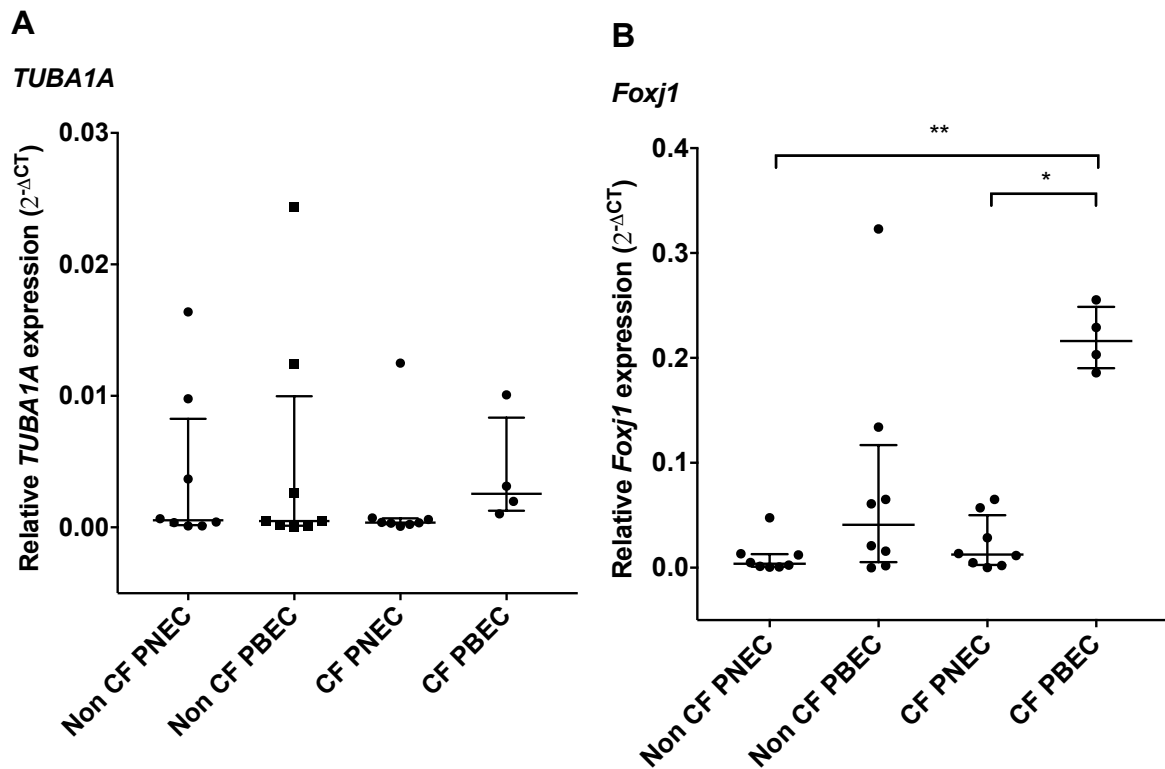 A
TUBA1A
Relative TUBA1A expression (2-ΔCT)
0.03
0.02
0.01
0.00
Non CF PNEC
Non CF PBEC
CF PNEC
CF PBEC
B
Foxj1
Relative Foxj1 expression (2-ΔCT)
0.4
0.3
0.2
0.1
0.0
**
*
Non CF PNEC
Non CF PBEC
CF PNEC
CF PBEC